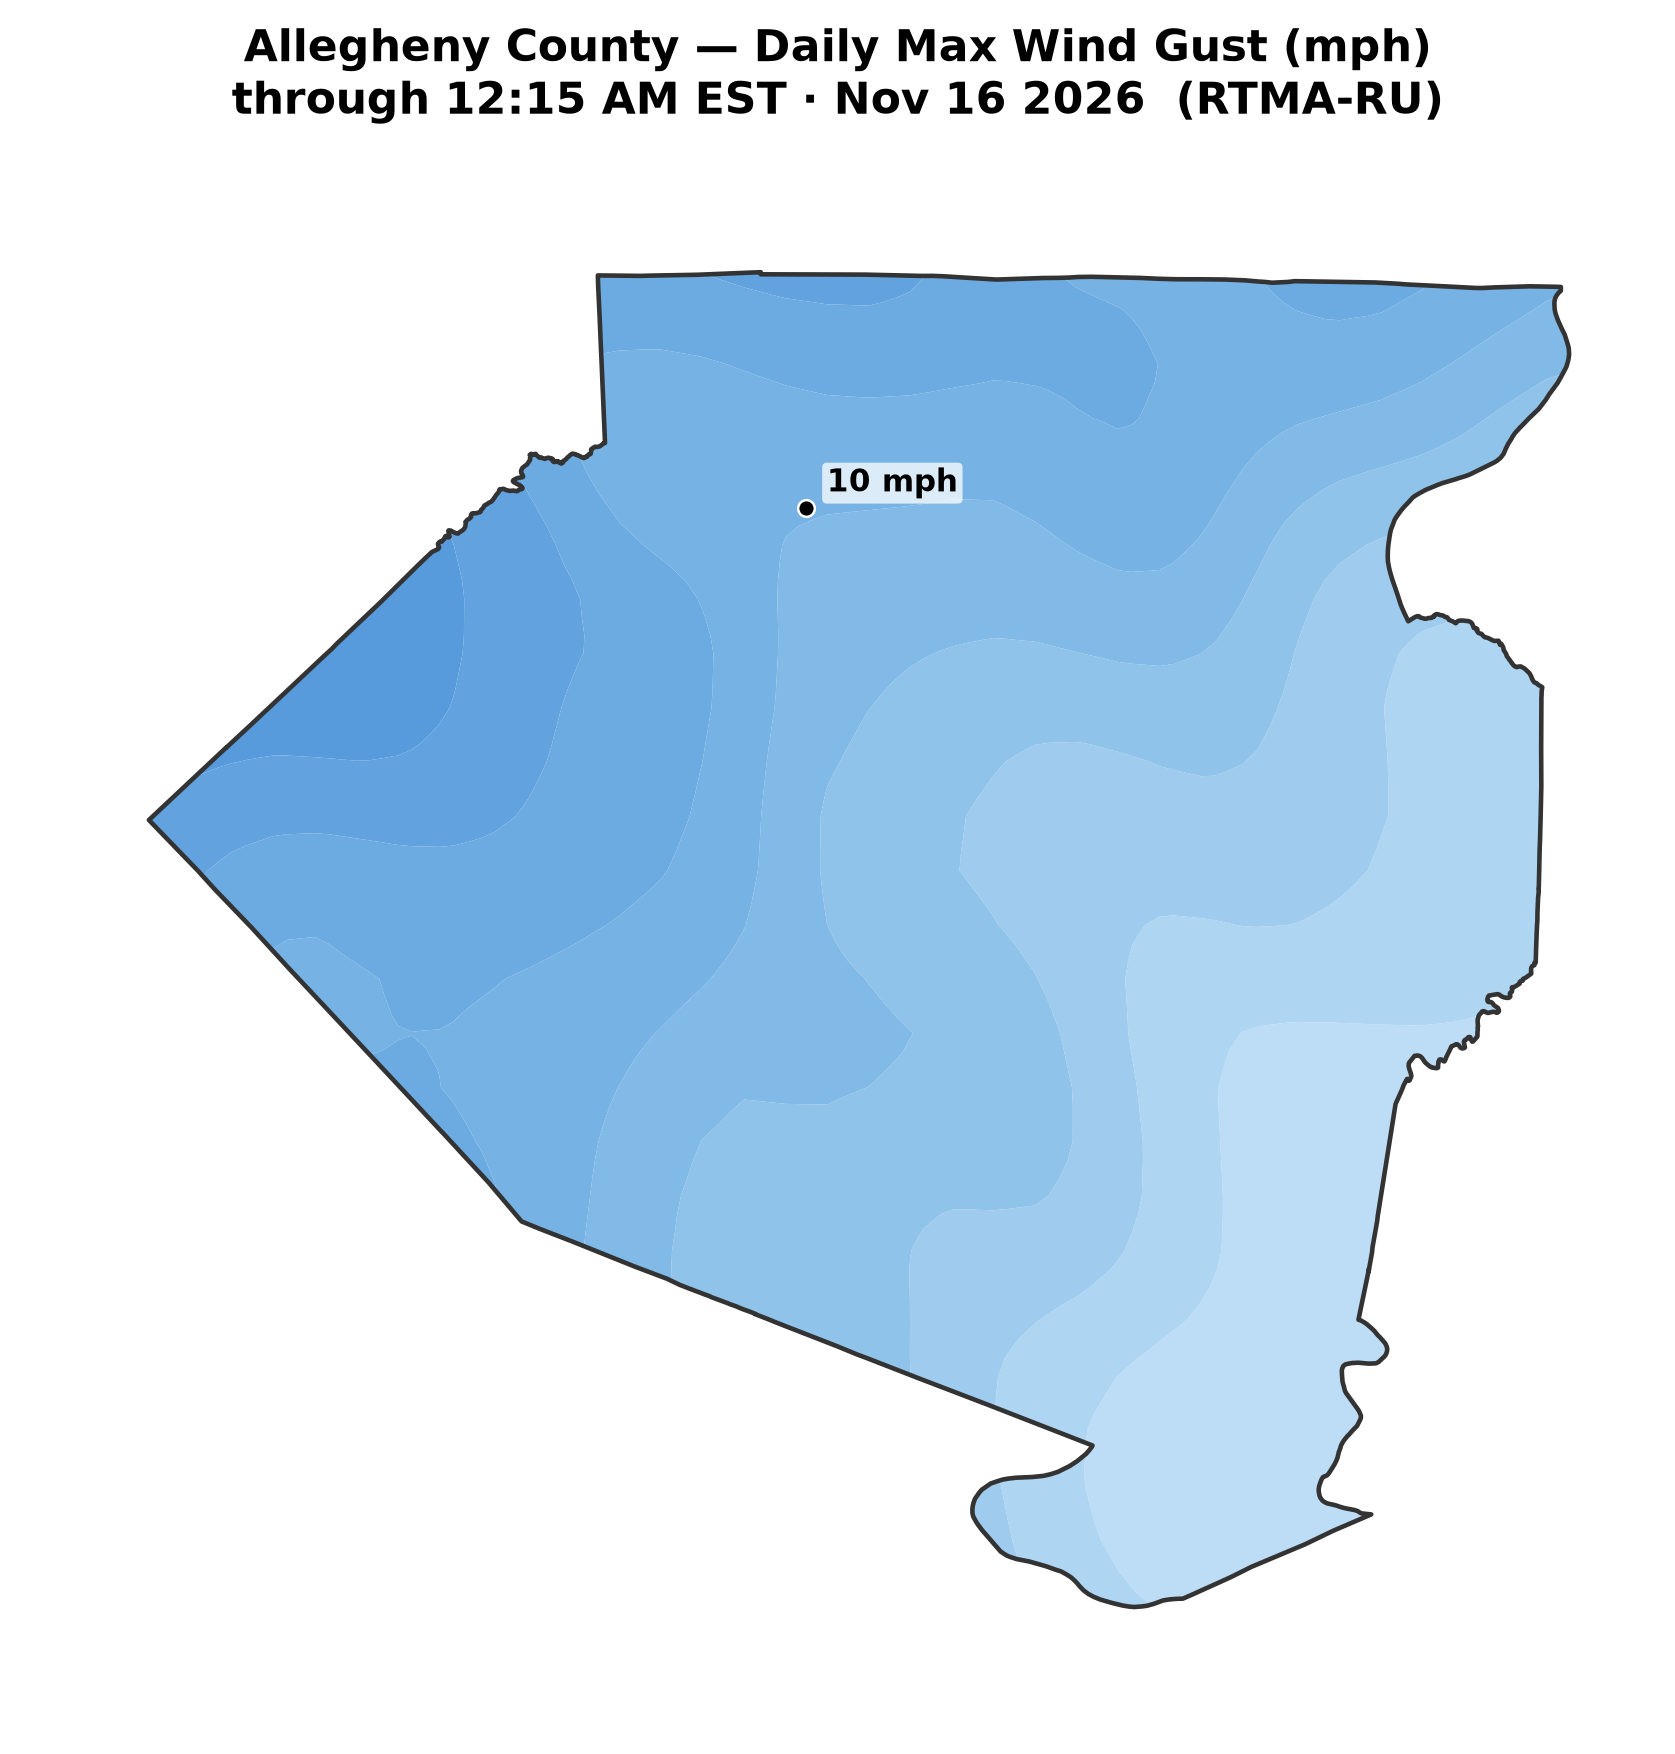 Allegheny County — Daily Max Wind Gust (mph)
through 12:15 AM EST · Nov 16 2026 (RTMA-RU)
10 mph